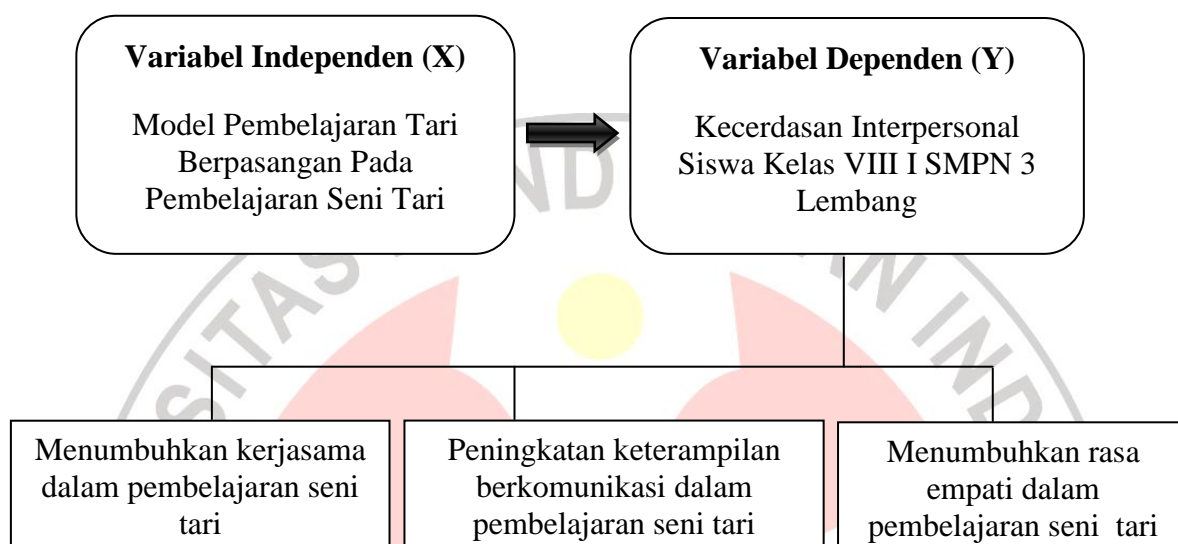 Variabel Independen (X)
Model Pembelajaran Tari
Berpasangan Pada
Pembelajaran Seni Tari
Variabel Dependen (Y)
Kecerdasan Interpersonal
Siswa Kelas VIII I SMPN 3
Lembang
Menumbuhkan kerjasama
dalam pembelajaran seni
tari
Peningkatan keterampilan
berkomunikasi dalam
pembelajaran seni tari
Menumbuhkan rasa
empati dalam
pembelajaran seni tari